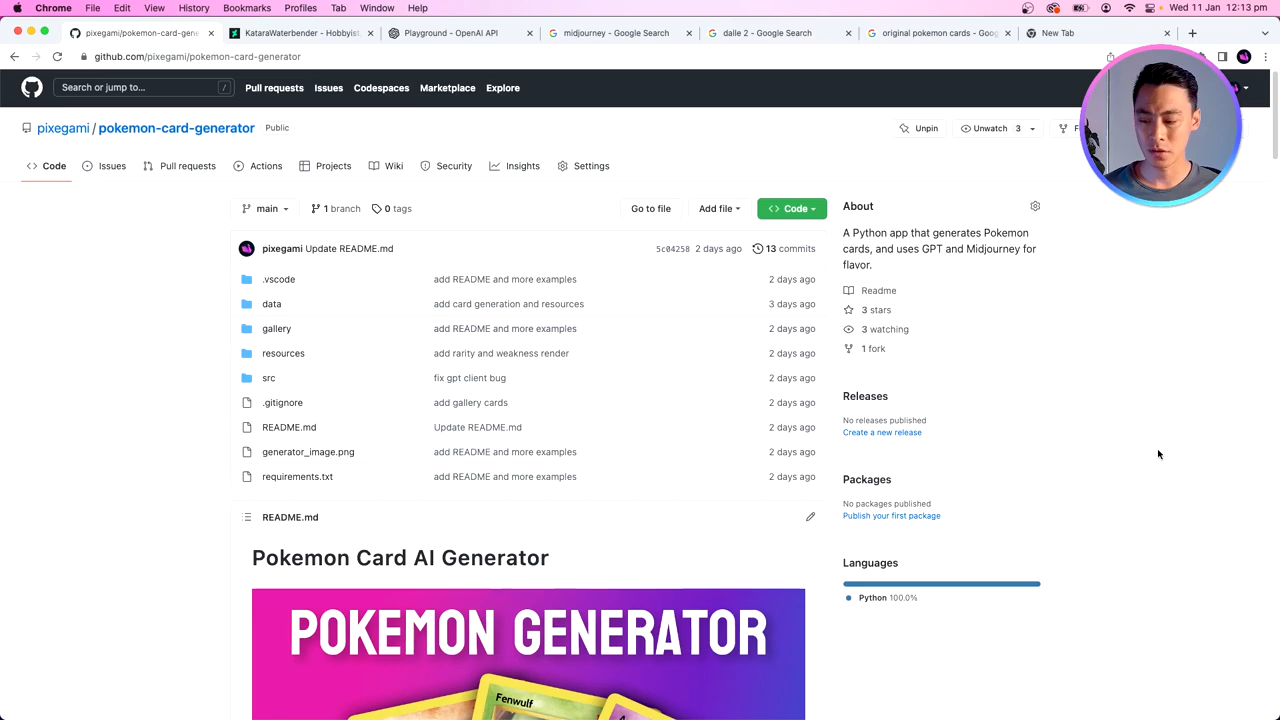 Chrome File Edit View History Bookmarks Profiles Tab Window Help Wed 11 Jan 12:13 pm
pixegami/pokemon-card-gene KataraWaterbender - Hobbyist Playground - OpenAI API midjourney - Google Search dalle 2 - Google Search original pokemon cards - Goog New Tab
github.com/pixegami/pokemon-card-generator
Search or jump to... / Pull requests Issues Codespaces Marketplace Explore
pixegami / pokemon-card-generator Public Unpin Unwatch 3 F
Code Issues Pull requests Actions Projects Wiki Security Insights Settings
main 1 branch 0 tags Go to file Add file Code
pixegami Update README.md 5c04258 2 days ago 13 commits
.vscode add README and more examples 2 days ago
data add card generation and resources 3 days ago
gallery add README and more examples 2 days ago
resources add rarity and weakness render 2 days ago
src fix gpt client bug 2 days ago
.gitignore add gallery cards 2 days ago
README.md Update README.md 2 days ago
generator_image.png add README and more examples 2 days ago
requirements.txt add README and more examples 2 days ago
README.md
Pokemon Card AI Generator
POKEMON GENERATOR
Fenwulf
About
A Python app that generates Pokemon
cards, and uses GPT and Midjourney for
flavor.
Readme
3 stars
3 watching
1 fork
Releases
No releases published
Create a new release
Packages
No packages published
Publish your first package
Languages
Python 100.0%